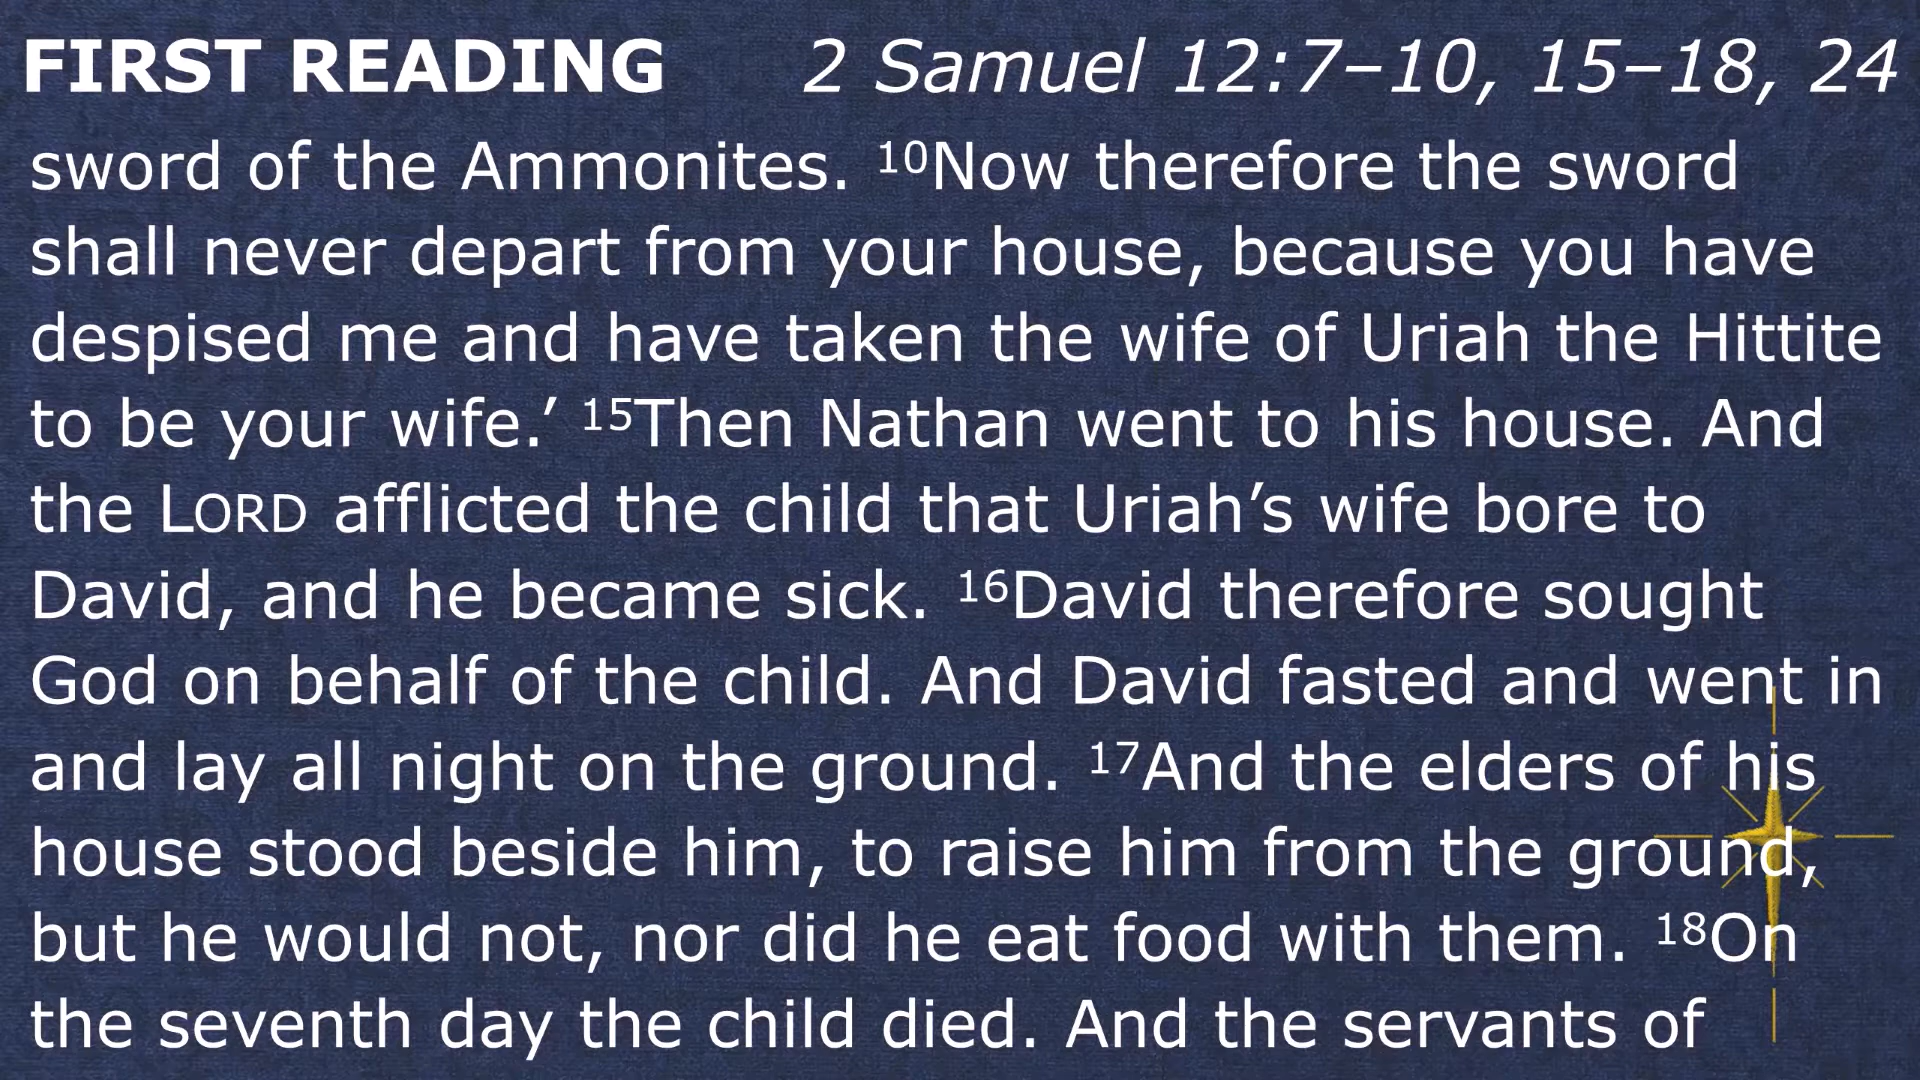 FIRST READING 2 Samuel 12:7–10, 15–18, 24
sword of the Ammonites. ¹⁰Now therefore the sword
shall never depart from your house, because you have
despised me and have taken the wife of Uriah the Hittite
to be your wife.’ ¹⁵Then Nathan went to his house. And
the LORD afflicted the child that Uriah’s wife bore to
David, and he became sick. ¹⁶David therefore sought
God on behalf of the child. And David fasted and went in
and lay all night on the ground. ¹⁷And the elders of his
house stood beside him, to raise him from the ground,
but he would not, nor did he eat food with them. ¹⁸On
the seventh day the child died. And the servants of